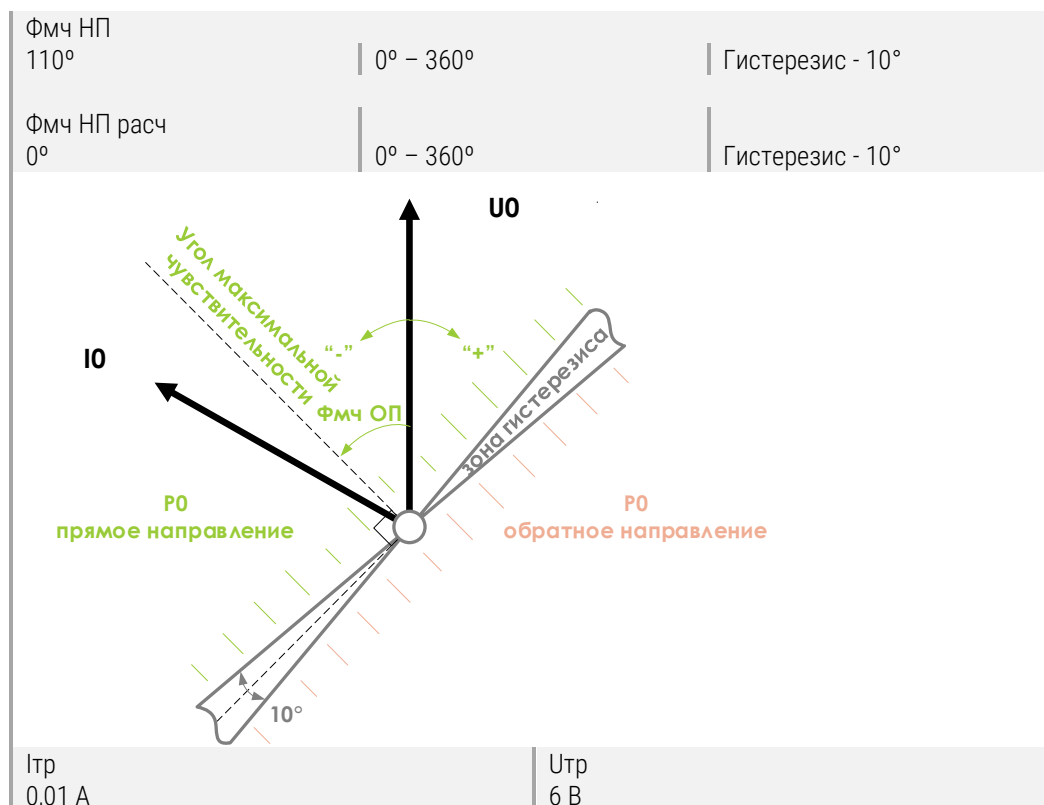 Фмч НП
110º 0º – 360º Гистерезис - 10°
Фмч НП расч
0º 0º – 360º Гистерезис - 10°
U0
Угол максимальной
чувствительности
“-” “+”
I0
Фмч ОП
зона гистерезиса
P0
прямое направление
P0
обратное направление
10°
Iтр Uтр
0.01 А 6 В